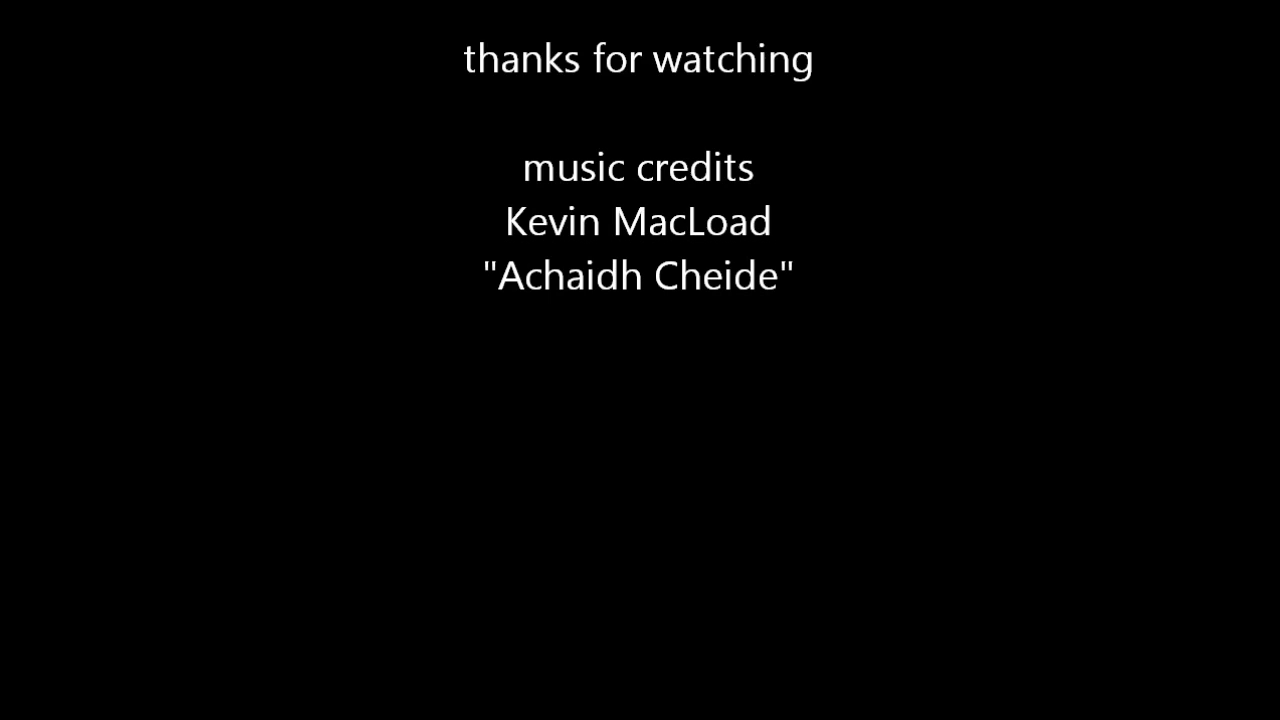 thanks for watching
music credits
Kevin MacLoad
"Achaidh Cheide"